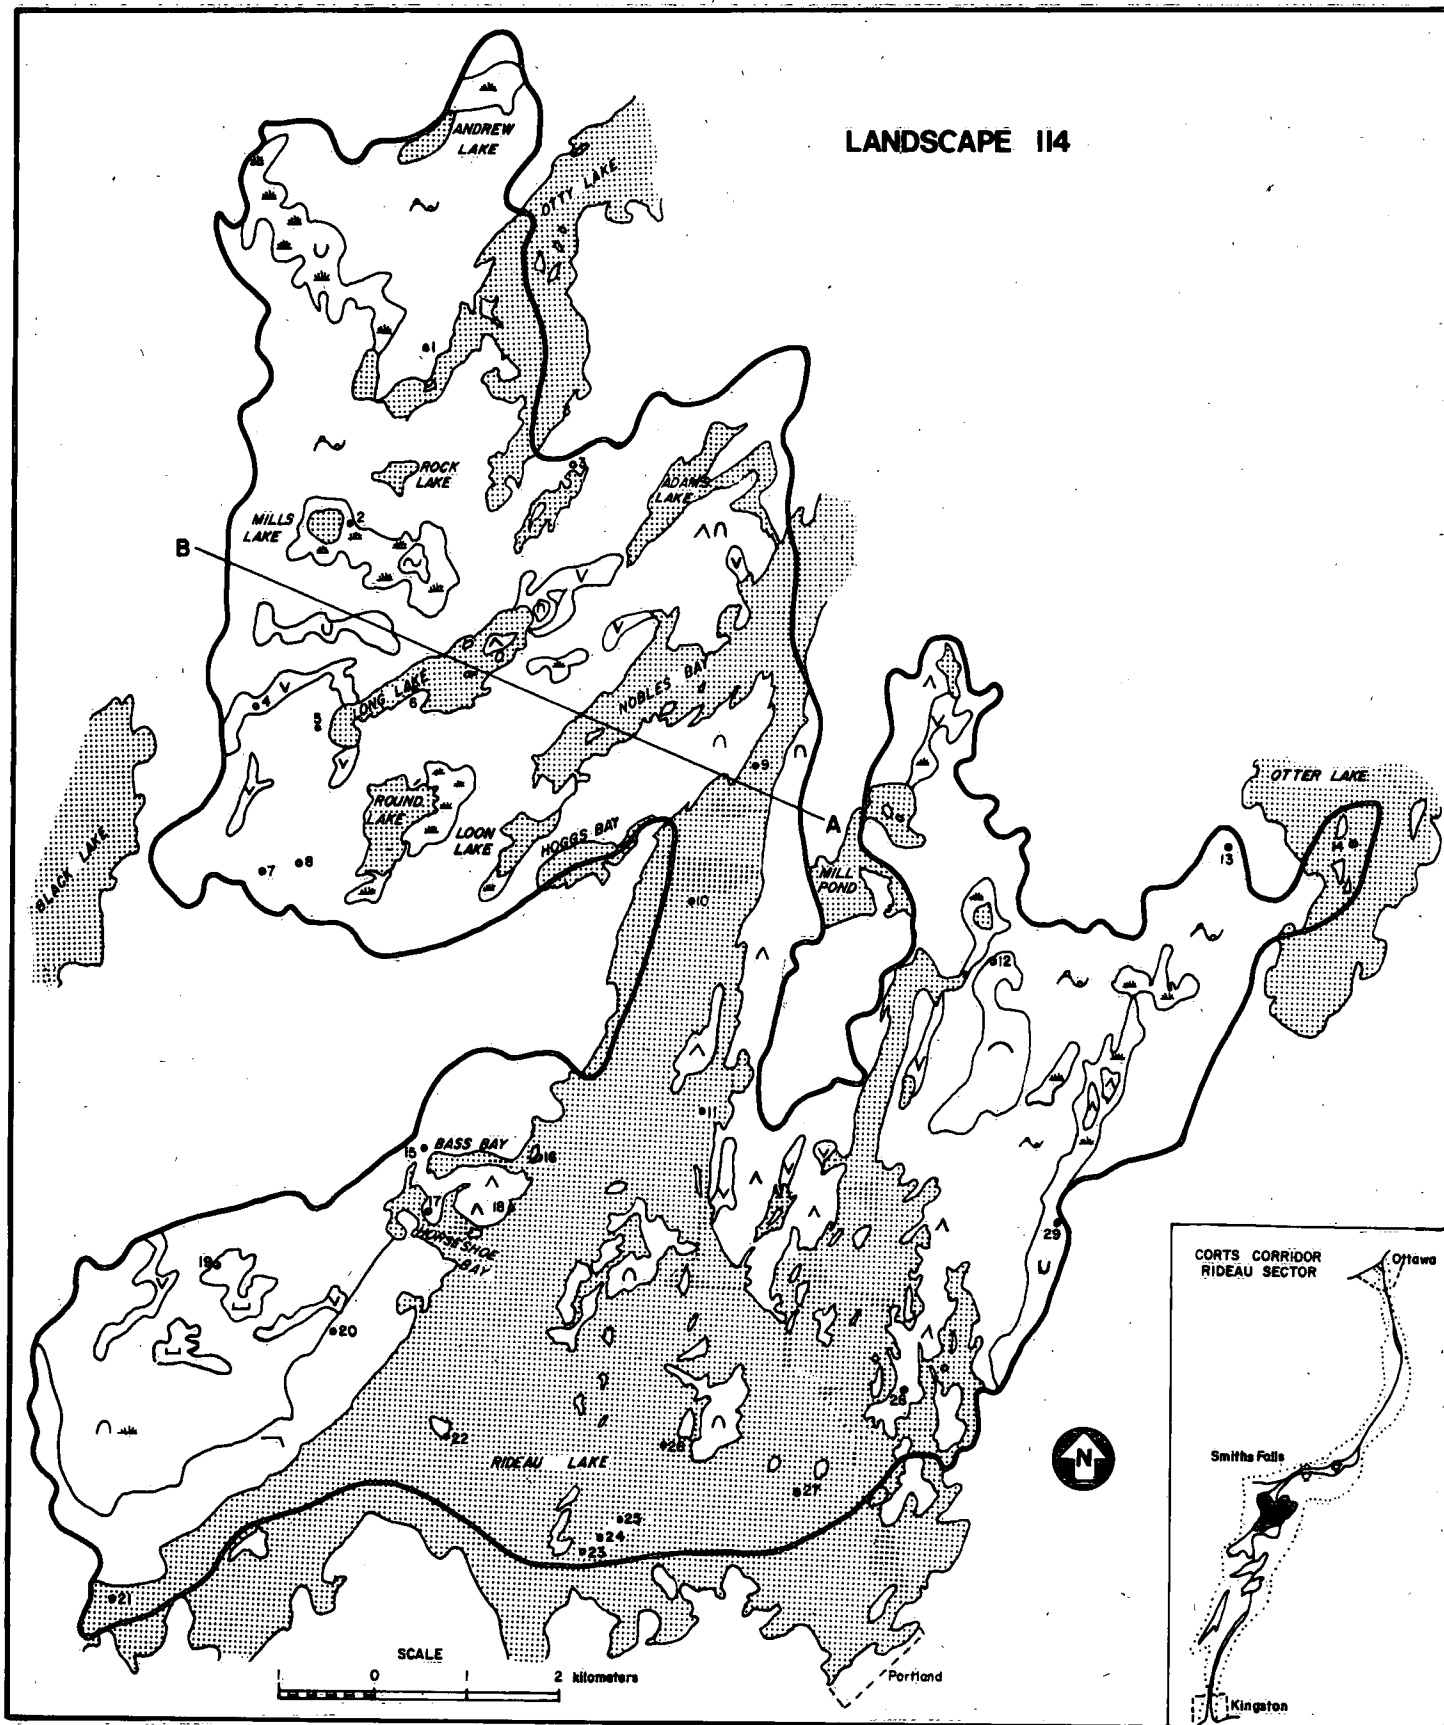 LANDSCAPE 114
ANDREW
LAKE
OTTY LAKE
1
ROCK
LAKE
3
ADAMS
LAKE
MILLS
LAKE
2
B
4
LONG LAKE
5
6
NOBLES BAY
9
A
ROUND
LAKE
LOON
LAKE
HOGGS BAY
MILL
POND
OTTER LAKE
13
14
BLACK LAKE
7
8
10
12
11
15
BASS BAY
16
17
18
HORSESHOE
BAY
29
19
20
CORTS CORRIDOR
RIDEAU SECTOR
Ottawa
28
22
26
N
Smiths Falls
RIDEAU LAKE
27
25
24
23
21
SCALE
1 0 1 2 kilometers
Portland
Kingston